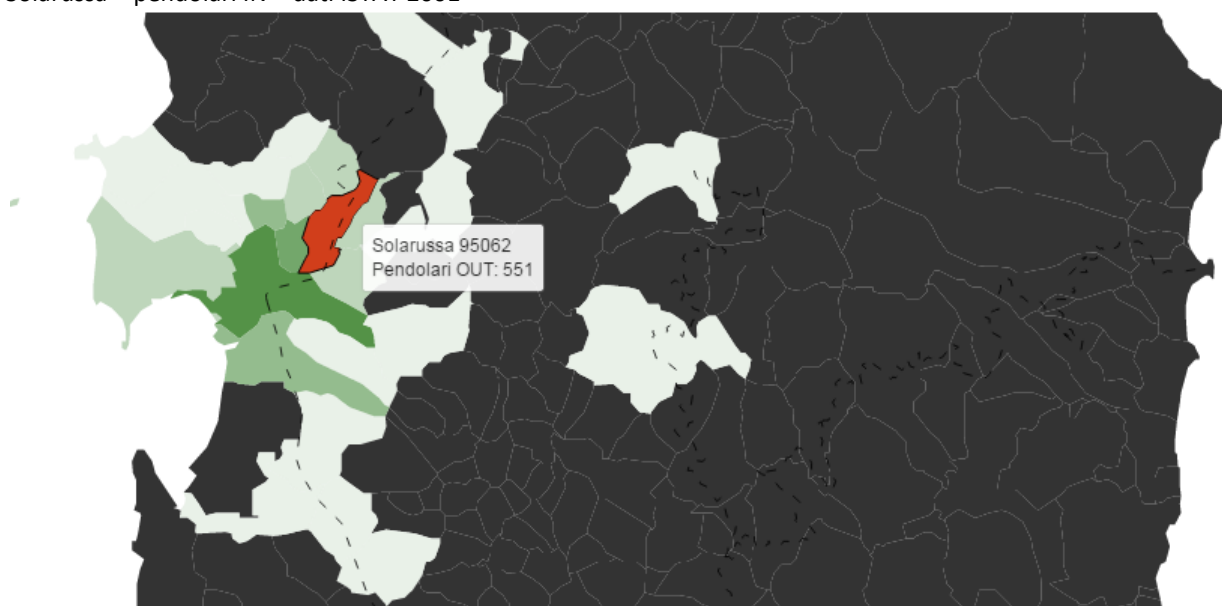 Solarussa – pendolari IN – dati ISTAT 2001
Solarussa 95062
Pendolari OUT: 551